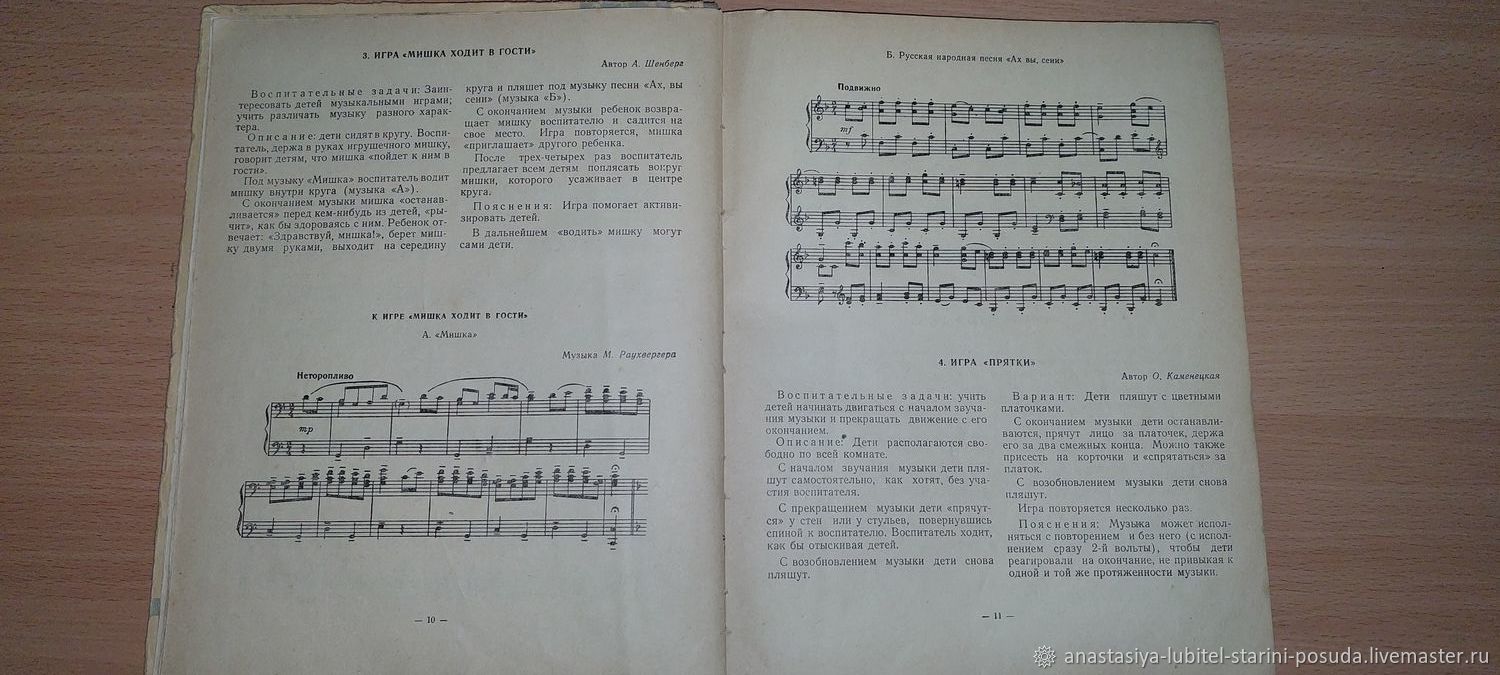 3. ИГРА «МИШКА ХОДИТ В ГОСТИ»
Автор А. Шенберг
Воспитательные задачи: Заин-
тересовать детей музыкальными играми;
учить различать музыку разного харак-
тера.
Описание: дети сидят в кругу. Воспи-
татель, держа в руках игрушечного мишку,
говорит детям, что мишка «пойдет к ним в
гости».
Под музыку «Мишка» воспитатель водит
мишку внутри круга (музыка «А»).
С окончанием музыки мишка «останав-
ливается» перед кем-нибудь из детей, «ры-
чит», как бы здороваясь с ним. Ребенок от-
вечает: «Здравствуй, мишка!», берет миш-
ку двумя руками, выходит на середину
круга и пляшет под музыку песни «Ах, вы
сени» (музыка «Б»).
С окончанием музыки ребенок возвра-
щает мишку воспитателю и садится на
свое место. Игра повторяется, мишка
«приглашает» другого ребенка.
После трех-четырех раз воспитатель
предлагает всем детям поплясать вокруг
мишки, которого усаживает в центре
круга.
Пояснения: Игра помогает активи-
зировать детей.
В дальнейшем «водить» мишку могут
сами дети.
К ИГРЕ «МИШКА ХОДИТ В ГОСТИ»
А. «Мишка»
Музыка М. Раухвергера
Неторопливо
mp
— 10 —
Б. Русская народная песня «Ах вы, сени»
Подвижно
mf
4. ИГРА «ПРЯТКИ»
Автор О. Каменецкая
Воспитательные задачи: учить
детей начинать двигаться с началом звуча-
ния музыки и прекращать движение с его
окончанием.
Описание: Дети располагаются сво-
бодно по всей комнате.
С началом звучания музыки дети пля-
шут самостоятельно, как хотят, без уча-
стия воспитателя.
С прекращением музыки дети «прячут-
ся» у стен или у стульев, повернувшись
спиной к воспитателю. Воспитатель ходит,
как бы отыскивая детей.
С возобновлением музыки дети снова
пляшут.
Вариант: Дети пляшут с цветными
платочками.
С окончанием музыки дети останавли-
ваются, прячут лицо за платочек, держа
его за два смежных конца. Можно также
присесть на корточки и «спрятаться» за
платок.
С возобновлением музыки дети снова
пляшут.
Игра повторяется несколько раз.
Пояснения: Музыка может испол-
няться с повторением и без него (с испол-
нением сразу 2-й вольты), чтобы дети
реагировали на окончание, не привыкая к
одной и той же протяженности музыки.
— 11 —
anastasiya-lubitel-starini-posuda.livemaster.ru